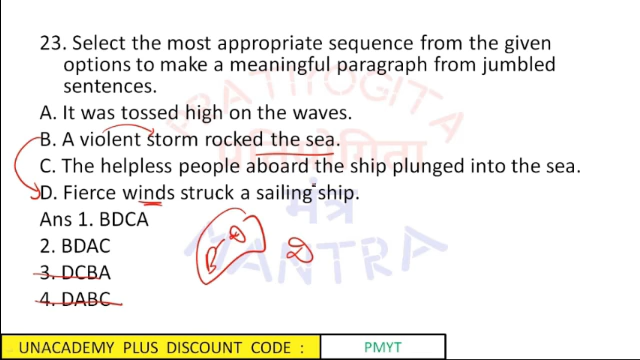 23. Select the most appropriate sequence from the given
options to make a meaningful paragraph from jumbled
sentences.
A. It was tossed high on the waves.
B. A violent storm rocked the sea.
C. The helpless people aboard the ship plunged into the sea.
D. Fierce winds struck a sailing ship.
Ans 1. BDCA
2. BDAC
3. DCBA
4. DABC
B D
D
PRATIYOGITA
प्रतियोगिता
मंत्र
MANTRA
UNACADEMY PLUS DISCOUNT CODE : PMYT